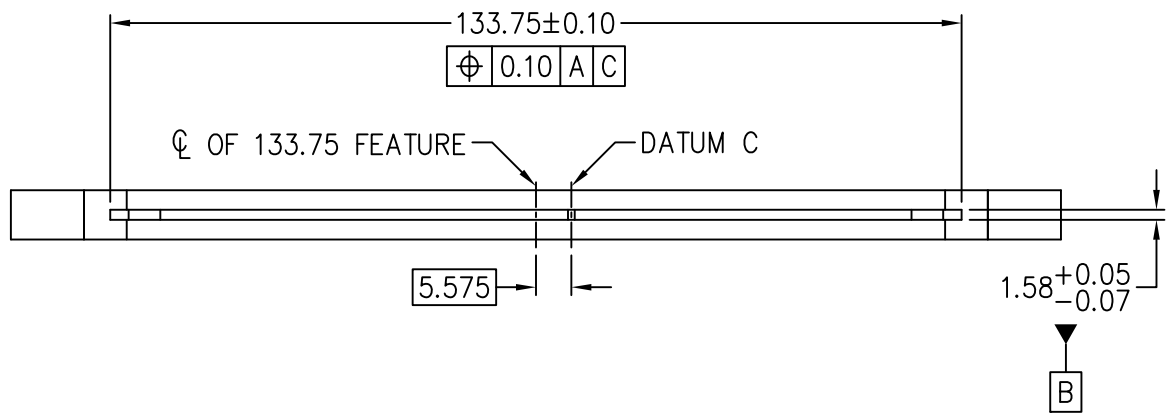 133.75±0.10
⌖ 0.10 A C
℄ OF 133.75 FEATURE
DATUM C
5.575
1.58 +0.05
-0.07
B